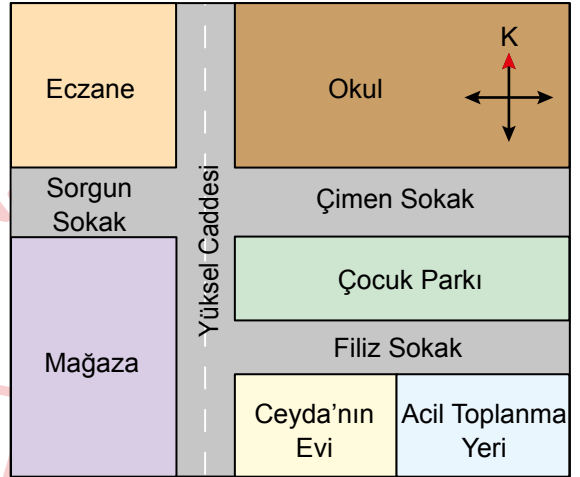 K
Eczane
Okul
Sorgun
Sokak
Yüksel Caddesi
Çimen Sokak
Çocuk Parkı
Mağaza
Filiz Sokak
Ceyda'nın
Evi
Acil Toplanma
Yeri